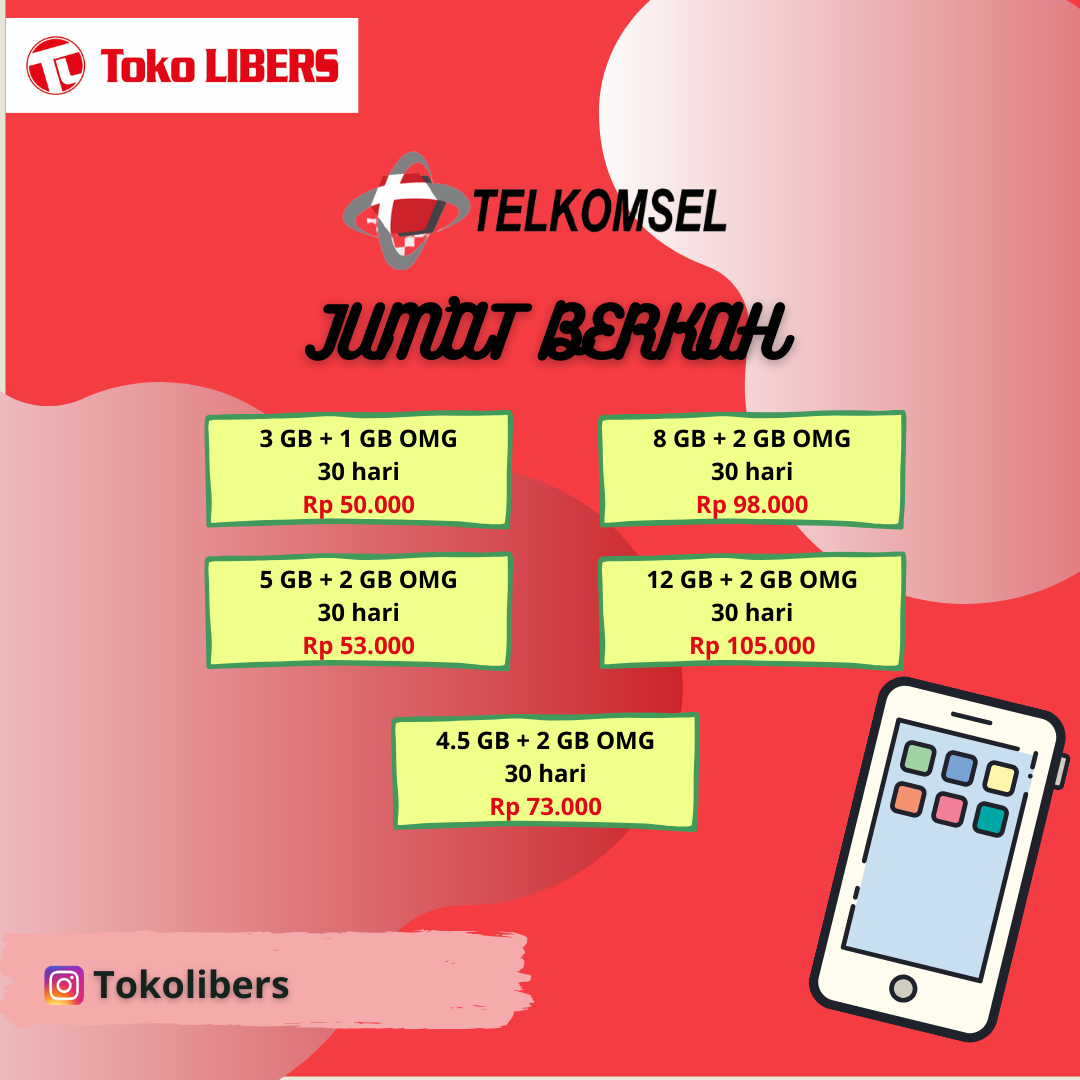 Toko LIBERS
TELKOMSEL
JUMAT BERKAH
3 GB + 1 GB OMG
30 hari
Rp 50.000
8 GB + 2 GB OMG
30 hari
Rp 98.000
5 GB + 2 GB OMG
30 hari
Rp 53.000
12 GB + 2 GB OMG
30 hari
Rp 105.000
4.5 GB + 2 GB OMG
30 hari
Rp 73.000
Tokolibers